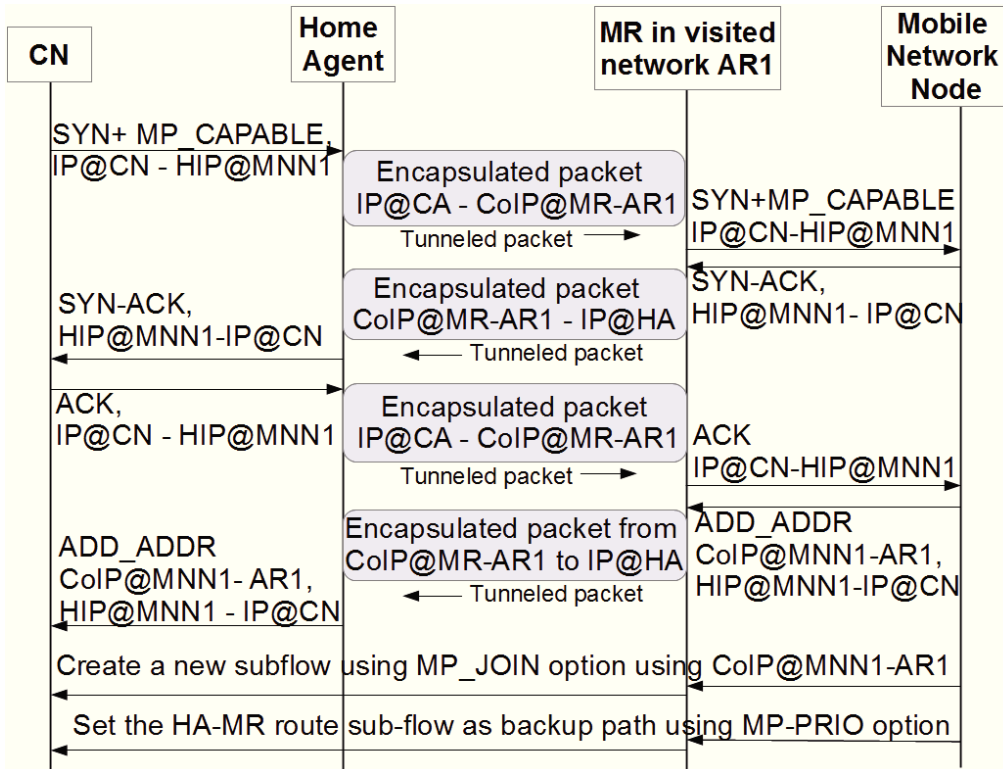 CN
Home
Agent
MR in visited
network AR1
Mobile
Network
Node
SYN+ MP_CAPABLE,
IP@CN - HIP@MNN1
Encapsulated packet
IP@CA - CoIP@MR-AR1
Tunneled packet
SYN+MP_CAPABLE
IP@CN-HIP@MNN1
SYN-ACK,
HIP@MNN1- IP@CN
Encapsulated packet
CoIP@MR-AR1 - IP@HA
Tunneled packet
SYN-ACK,
HIP@MNN1-IP@CN
ACK,
IP@CN - HIP@MNN1
Encapsulated packet
IP@CA - CoIP@MR-AR1
Tunneled packet
ACK
IP@CN-HIP@MNN1
ADD_ADDR
CoIP@MNN1-AR1,
HIP@MNN1-IP@CN
Encapsulated packet from
CoIP@MR-AR1 to IP@HA
Tunneled packet
ADD_ADDR
CoIP@MNN1- AR1,
HIP@MNN1 - IP@CN
Create a new subflow using MP_JOIN option using CoIP@MNN1-AR1
Set the HA-MR route sub-flow as backup path using MP-PRIO option